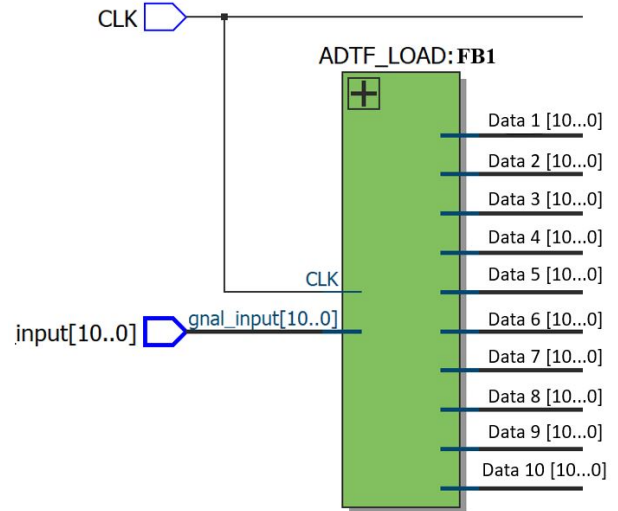 CLK
ADTF_LOAD:FB1
Data 1 [10...0]
Data 2 [10...0]
Data 3 [10...0]
Data 4 [10...0]
CLK
Data 5 [10...0]
input[10..0]
gnal_input[10..0]
Data 6 [10...0]
Data 7 [10...0]
Data 8 [10...0]
Data 9 [10...0]
Data 10 [10...0]